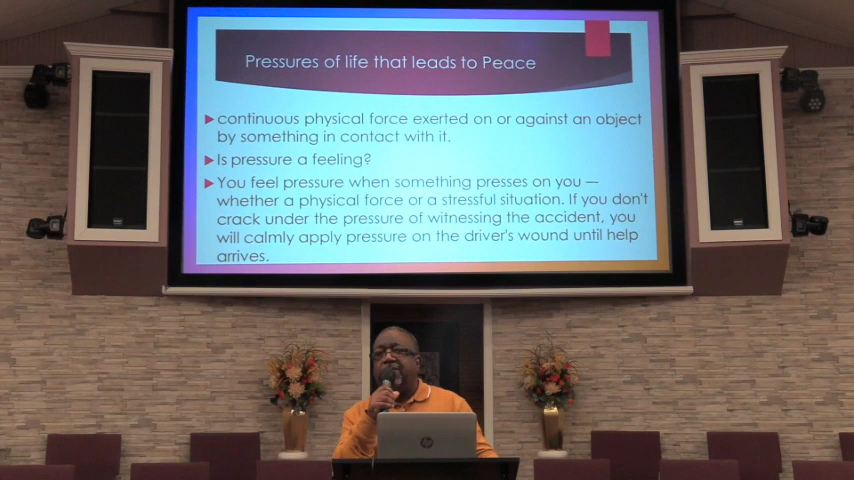 Pressures of life that leads to Peace
continuous physical force exerted on or against an object
by something in contact with it.
Is pressure a feeling?
You feel pressure when something presses on you —
whether a physical force or a stressful situation. If you don't
crack under the pressure of witnessing the accident, you
will calmly apply pressure on the driver's wound until help
arrives.
hp